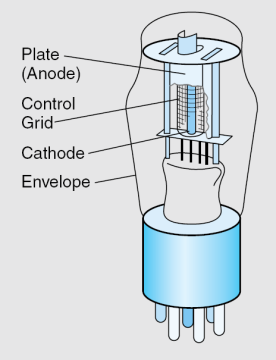 Plate
(Anode)
Control
Grid
Cathode
Envelope